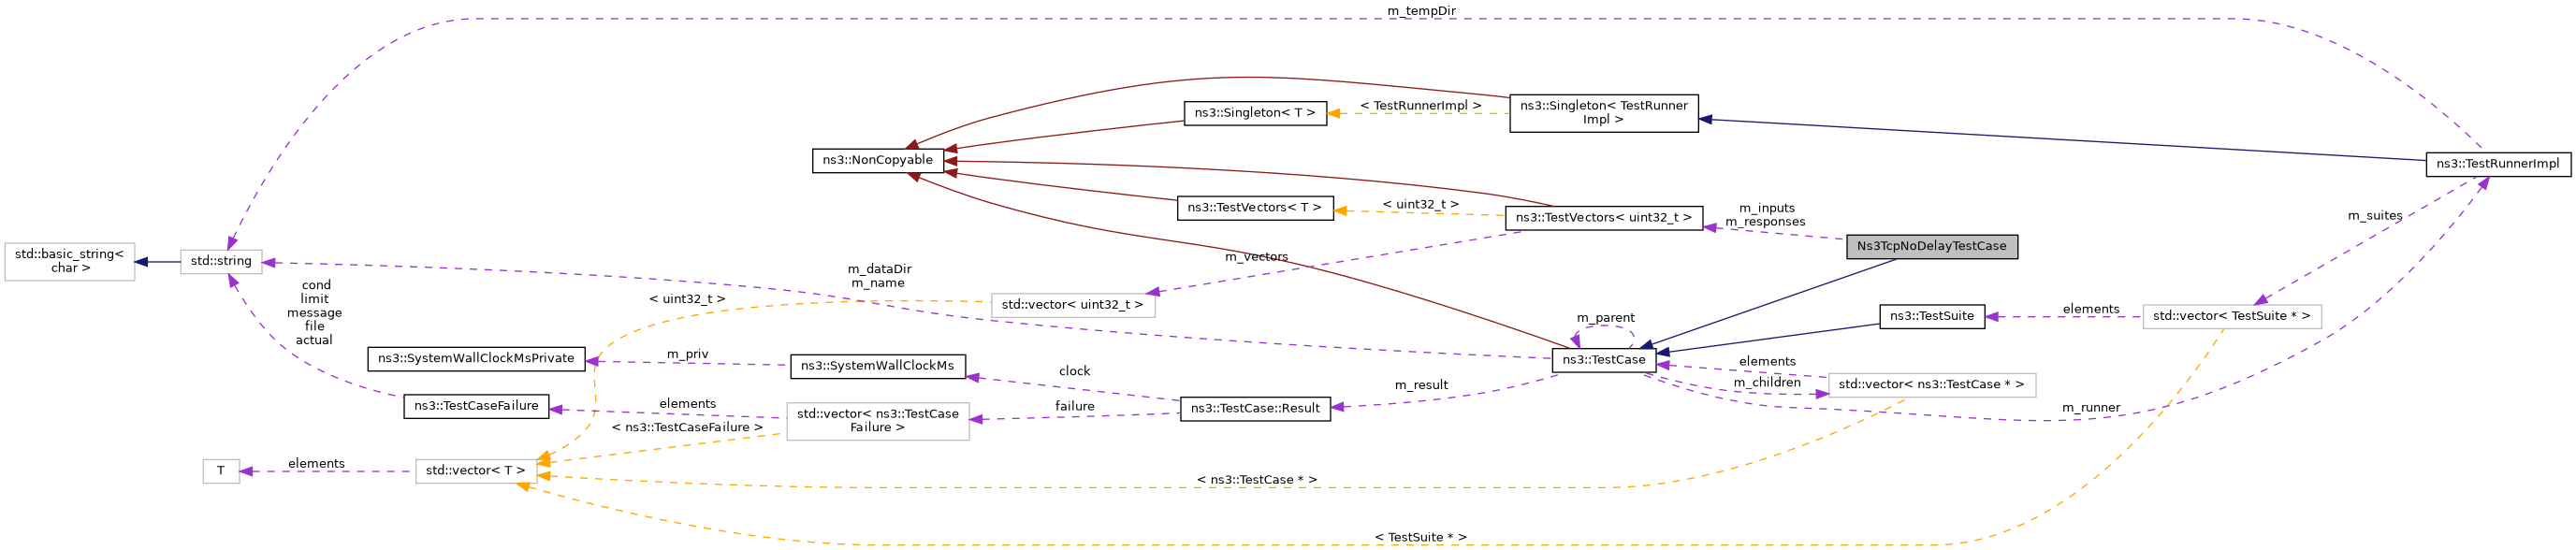 m_tempDir
ns3::Singleton< T >
< TestRunnerImpl >
ns3::Singleton< TestRunner
Impl >
ns3::NonCopyable
ns3::TestRunnerImpl
ns3::TestVectors< T >
< uint32_t >
ns3::TestVectors< uint32_t >
m_inputs
m_responses
m_suites
Ns3TcpNoDelayTestCase
std::basic_string<
char >
std::string
m_vectors
m_dataDir
m_name
cond
limit
message
file
actual
< uint32_t >
std::vector< uint32_t >
m_parent
ns3::TestSuite
elements
std::vector< TestSuite * >
ns3::SystemWallClockMsPrivate
m_priv
ns3::SystemWallClockMs
clock
ns3::TestCase
elements
m_children
std::vector< ns3::TestCase * >
m_result
ns3::TestCaseFailure
elements
std::vector< ns3::TestCase
Failure >
failure
ns3::TestCase::Result
m_runner
< ns3::TestCaseFailure >
T
elements
std::vector< T >
< ns3::TestCase * >
< TestSuite * >